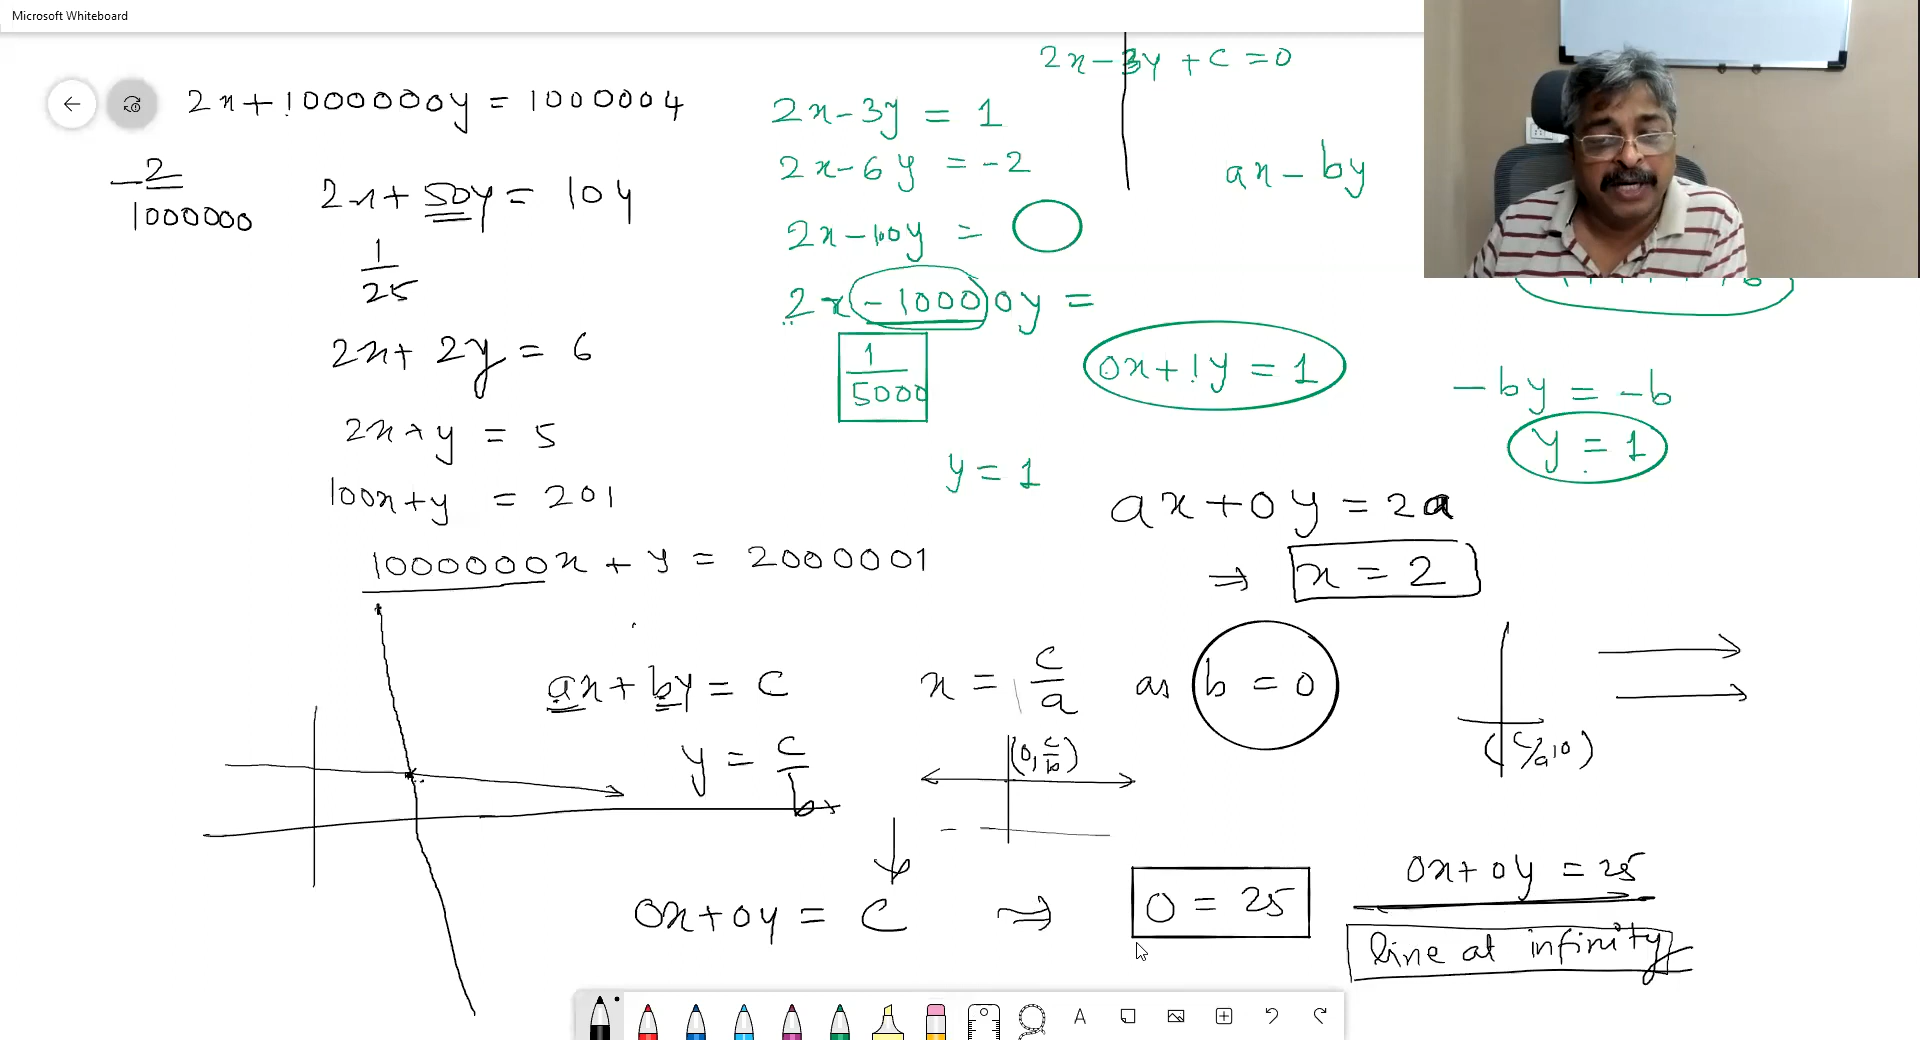 Microsoft Whiteboard
2x + 1000000y = 1000004
-2
1000000
2x + 50y = 104
1
25
2x + 2y = 6
2x + y = 5
100x + y = 201
1000000x + y = 2000001
2x - 3y + c = 0
2x - 3y = 1
2x - 6y = -2
2x - 100y =
2x - 10000y =
1
5000
ax - by
0x + 1y = 1
y = 1
-by = -b
y = 1
ax + 0y = 2a
⇒ x = 2
ax + by = c
x = c/a as b = 0
y = c/b
(0, c/b)
(c/a, 0)
0x + 0y = c ⇒ 0 = 25
0x + 0y = 25
line at infinity
A